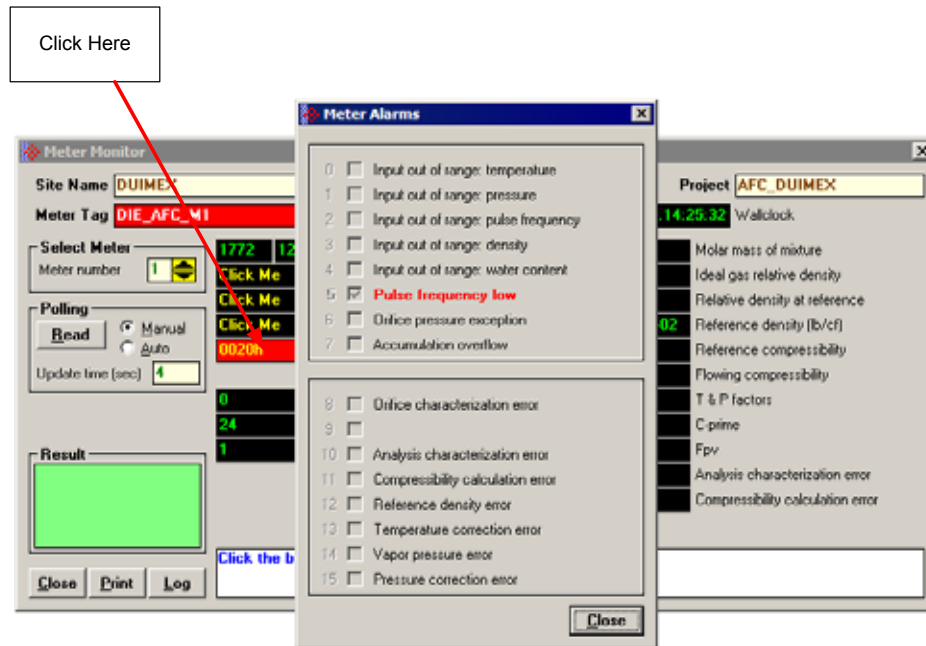 Click Here
Meter Alarms
Meter Monitor
Site Name DUIMEX
Project AFC_DUIMEX
Meter Tag DIE_AFC_M1
.14:25.32 Wallclock
Select Meter
Meter number 1
1772 12
Click Me
Click Me
Click Me
0020h
0
24
1
Polling
Read
Manual
Auto
Update time (sec) 4
Result
Close Print Log
Click the b
0 Input out of range: temperature
1 Input out of range: pressure
2 Input out of range: pulse frequency
3 Input out of range: density
4 Input out of range: water content
5 Pulse frequency low
6 Orifice pressure exception
7 Accumulation overflow
8 Orifice characterization error
9
10 Analysis characterization error
11 Compressibility calculation error
12 Reference density error
13 Temperature correction error
14 Vapor pressure error
15 Pressure correction error
Close
Molar mass of mixture
Ideal gas relative density
Relative density at reference
02 Reference density (lb/cf)
Reference compressibility
Flowing compressibility
T & P factors
C-prime
Fpv
Analysis characterization error
Compressibility calculation error